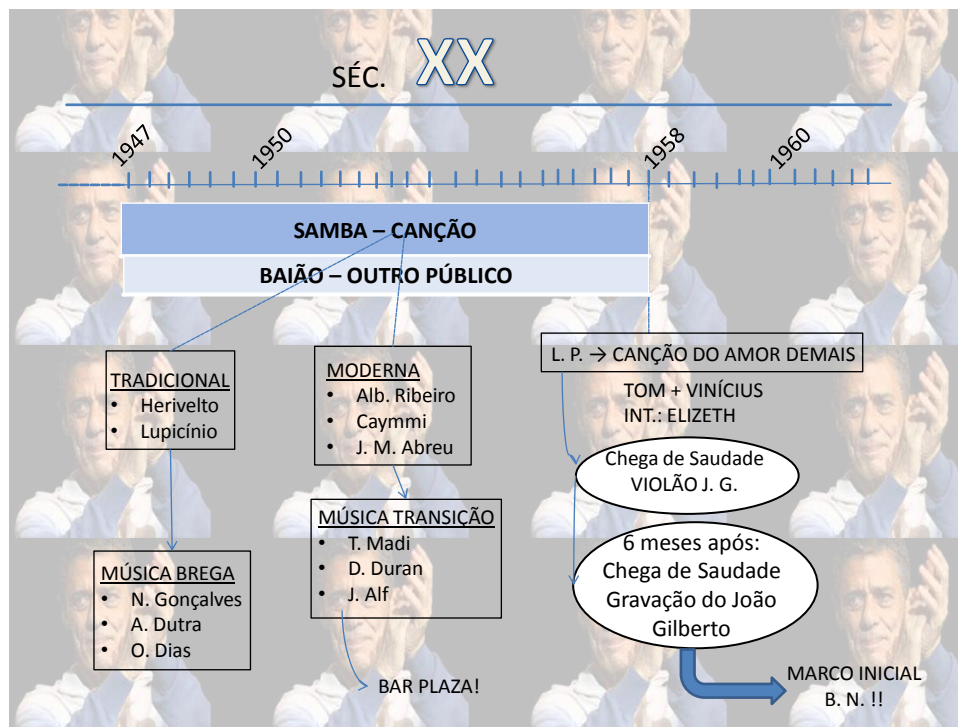 SÉC. XX
1947
1950
1958
1960
SAMBA – CANÇÃO
BAIÃO – OUTRO PÚBLICO
TRADICIONAL
• Herivelto
• Lupicínio
MÚSICA BREGA
• N. Gonçalves
• A. Dutra
• O. Dias
MODERNA
• Alb. Ribeiro
• Caymmi
• J. M. Abreu
MÚSICA TRANSIÇÃO
• T. Madi
• D. Duran
• J. Alf
BAR PLAZA!
L. P. → CANÇÃO DO AMOR DEMAIS
TOM + VINÍCIUS
INT.: ELIZETH
Chega de Saudade
VIOLÃO J. G.
6 meses após:
Chega de Saudade
Gravação do João
Gilberto
MARCO INICIAL
B. N. !!